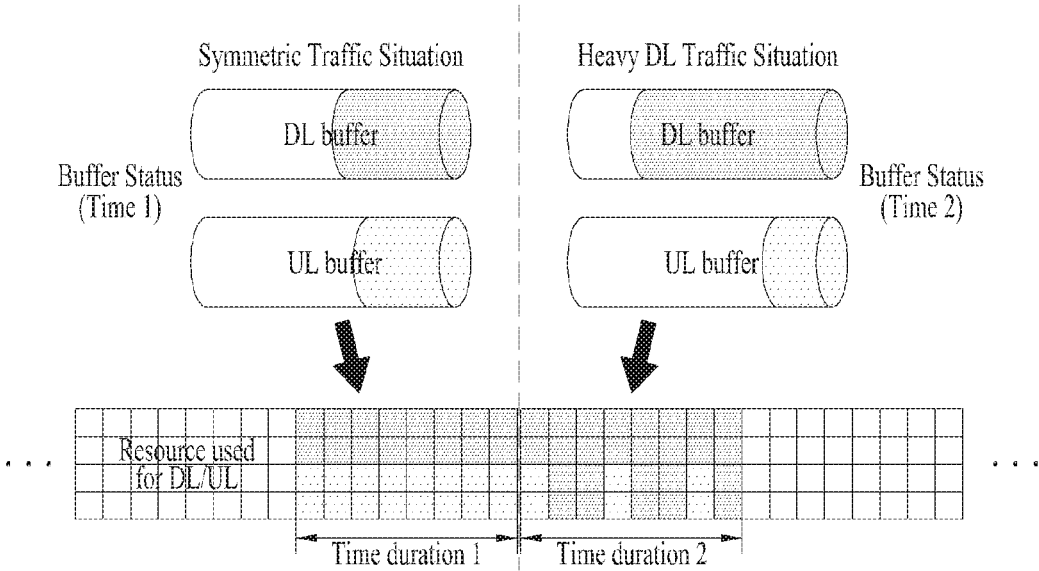 Symmetric Traffic Situation
Heavy DL Traffic Situation
DL buffer
DL buffer
Buffer Status
(Time 1)
Buffer Status
(Time 2)
UL buffer
UL buffer
. . .
Resource used
for DL/UL
. . .
Time duration 1
Time duration 2